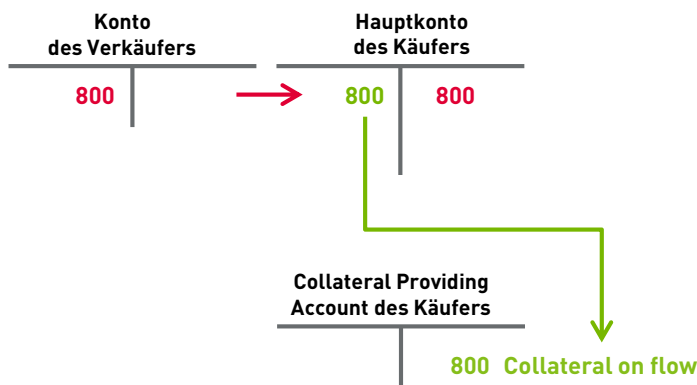 Konto
des Verkäufers
Hauptkonto
des Käufers
800
800
800
Collateral Providing
Account des Käufers
800 Collateral on flow